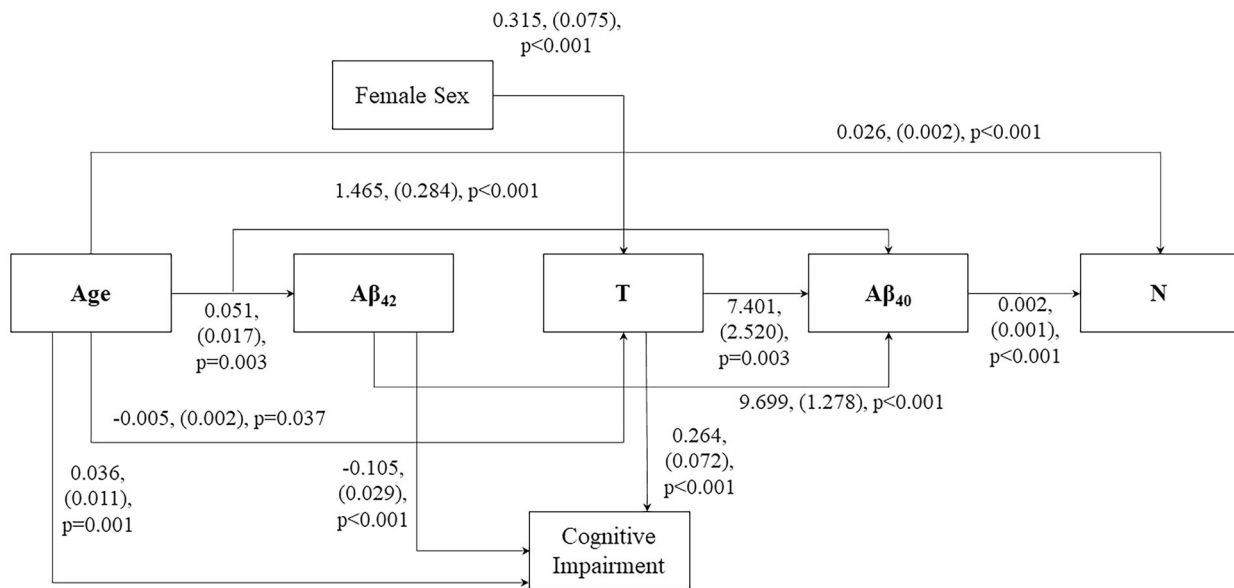 0.315, (0.075),
p<0.001
Female Sex
0.026, (0.002), p<0.001
1.465, (0.284), p<0.001
Age
Aβ₄₂
T
Aβ₄₀
N
0.051,
(0.017),
p=0.003
7.401,
(2.520),
p=0.003
0.002,
(0.001),
p<0.001
9.699, (1.278), p<0.001
-0.005, (0.002), p=0.037
0.036,
(0.011),
p=0.001
-0.105,
(0.029),
p<0.001
0.264,
(0.072),
p<0.001
Cognitive
Impairment